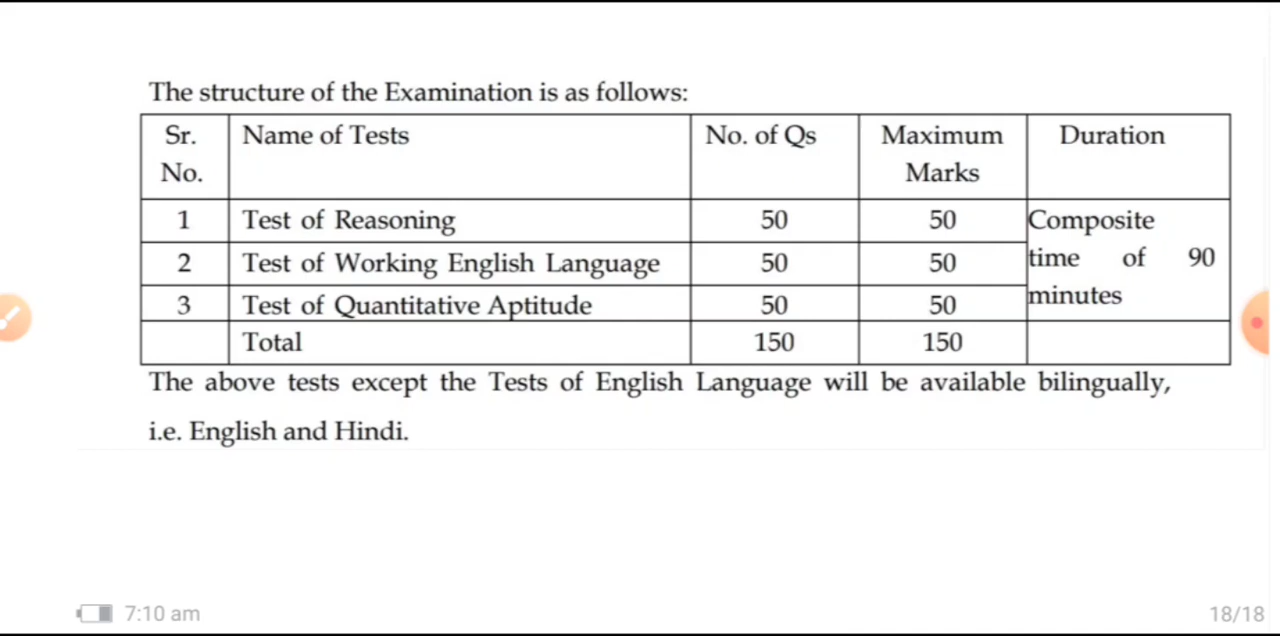 The structure of the Examination is as follows:
Sr. No. Name of Tests No. of Qs Maximum Marks Duration
1 Test of Reasoning 50 50 Composite time of 90 minutes
2 Test of Working English Language 50 50
3 Test of Quantitative Aptitude 50 50
Total 150 150
The above tests except the Tests of English Language will be available bilingually,
i.e. English and Hindi.
7:10 am 18/18